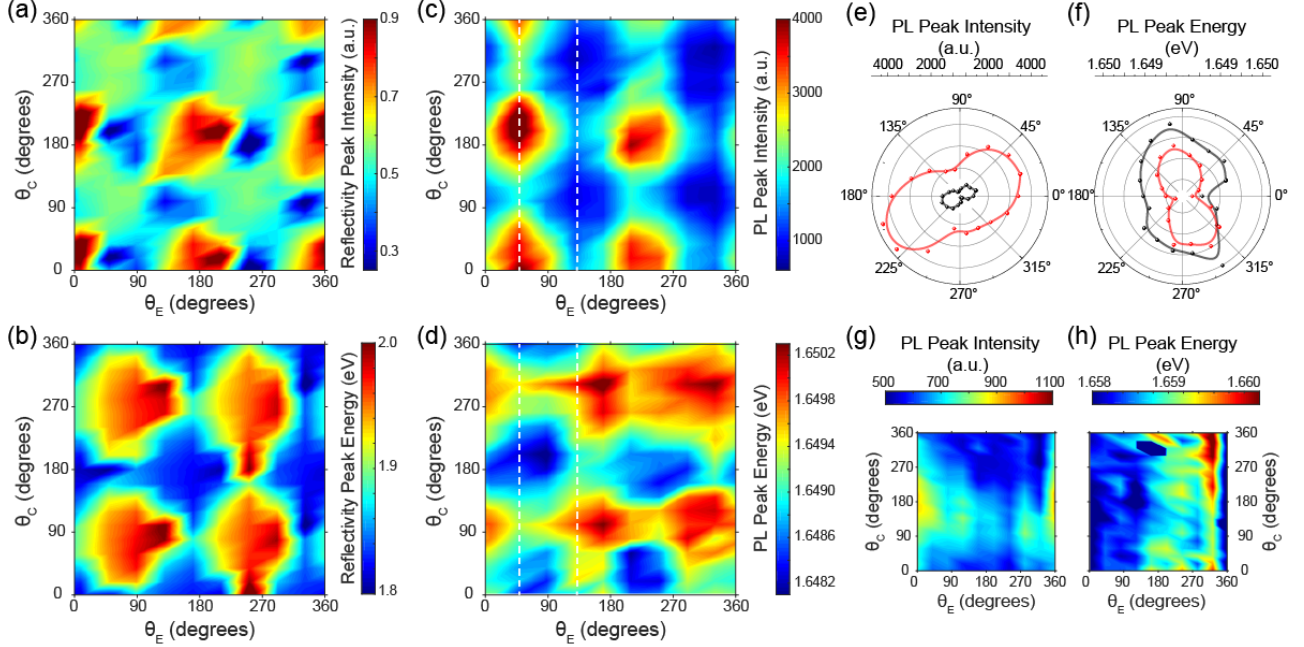 (a)
360
270
180
90
0
θC (degrees)
0 90 180 270 360
θE (degrees)
0.9
0.7
0.5
0.3
Reflectivity Peak Intensity (a.u.)
(b)
360
270
180
90
0
θC (degrees)
0 90 180 270 360
θE (degrees)
2.0
1.9
1.8
Reflectivity Peak Energy (eV)
(c)
360
270
180
90
0
θC (degrees)
0 90 180 270 360
θE (degrees)
4000
3000
2000
1000
PL Peak Intensity (a.u.)
(d)
360
270
180
90
0
θC (degrees)
0 90 180 270 360
θE (degrees)
1.6502
1.6498
1.6494
1.6490
1.6486
1.6482
PL Peak Energy (eV)
(e)
PL Peak Intensity
(a.u.)
4000 2000 0 2000 4000
90°
135° 45°
180° 0°
225° 315°
270°
(f)
PL Peak Energy
(eV)
1.650 1.649 1.649 1.650
90°
135° 45°
180° 0°
225° 315°
270°
(g)
PL Peak Intensity
(a.u.)
500 700 900 1100
360
270
180
90
0
θC (degrees)
0 90 180 270 360
θE (degrees)
(h)
PL Peak Energy
(eV)
1.658 1.659 1.660
360
270
180
90
0
θC (degrees)
0 90 180 270 360
θE (degrees)